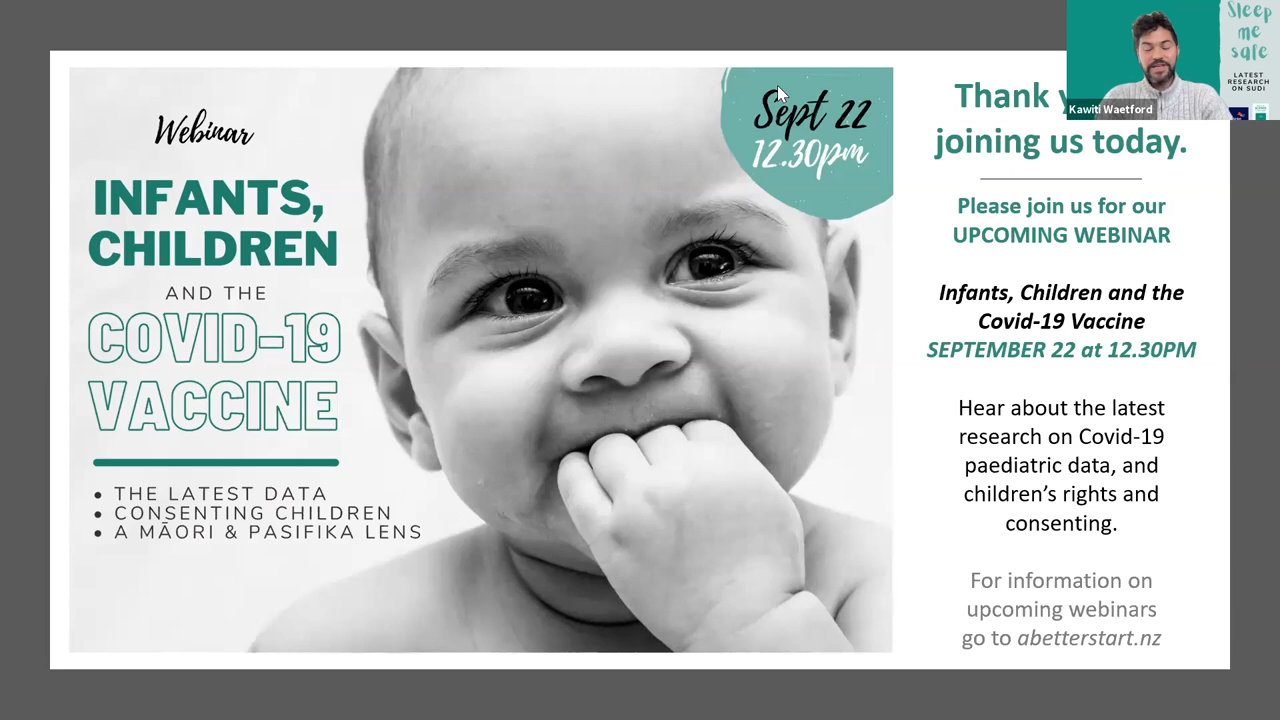 Webinar
INFANTS,
CHILDREN
AND THE
COVID-19
VACCINE
• THE LATEST DATA
• CONSENTING CHILDREN
• A MĀORI & PASIFIKA LENS
Sept 22
12.30pm
Thank
joining us today.
Please join us for our
UPCOMING WEBINAR
Infants, Children and the
Covid-19 Vaccine
SEPTEMBER 22 at 12.30PM
Hear about the latest
research on Covid-19
paediatric data, and
children’s rights and
consenting.
For information on
upcoming webinars
go to abetterstart.nz
Kawiti Waetford
Sleep
me
safe
LATEST
RESEARCH
ON SUDI